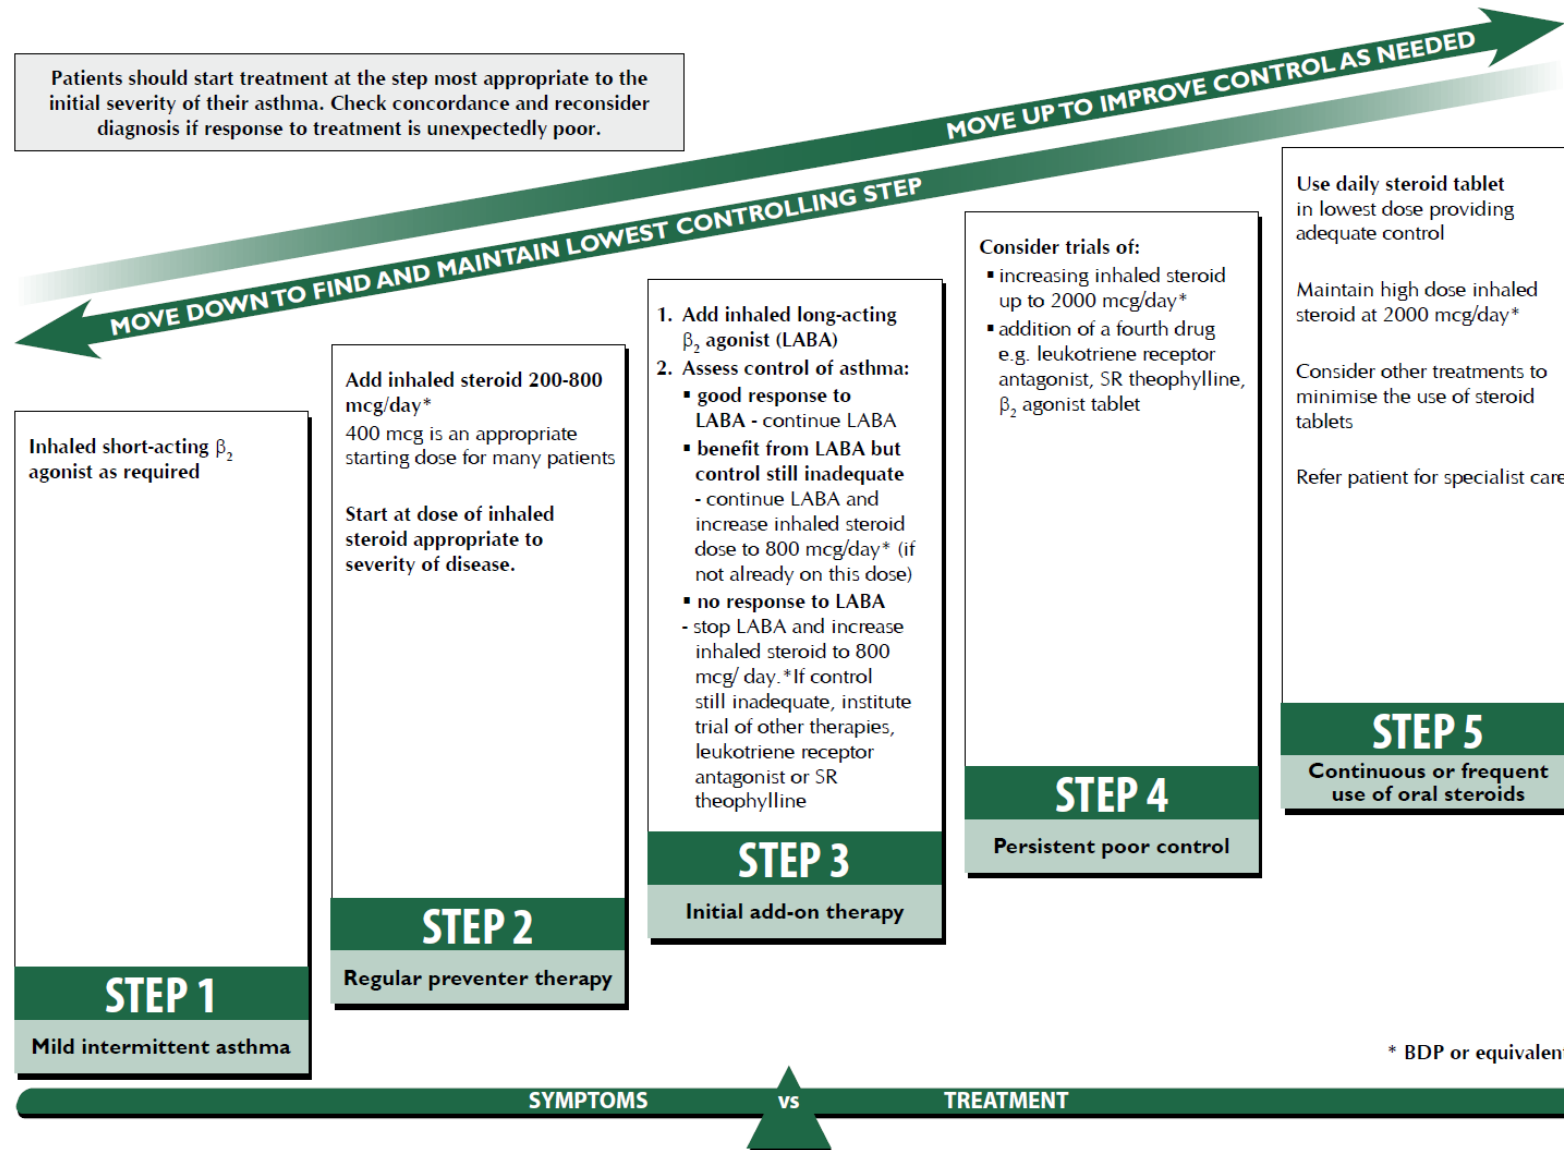 Patients should start treatment at the step most appropriate to the
initial severity of their asthma. Check concordance and reconsider
diagnosis if response to treatment is unexpectedly poor.
MOVE UP TO IMPROVE CONTROL AS NEEDED
MOVE DOWN TO FIND AND MAINTAIN LOWEST CONTROLLING STEP
Inhaled short-acting β₂
agonist as required
STEP 1
Mild intermittent asthma
Add inhaled steroid 200-800
mcg/day*
400 mcg is an appropriate
starting dose for many patients
Start at dose of inhaled
steroid appropriate to
severity of disease.
STEP 2
Regular preventer therapy
1. Add inhaled long-acting
β₂ agonist (LABA)
2. Assess control of asthma:
▪ good response to
LABA - continue LABA
▪ benefit from LABA but
control still inadequate
- continue LABA and
increase inhaled steroid
dose to 800 mcg/day* (if
not already on this dose)
▪ no response to LABA
- stop LABA and increase
inhaled steroid to 800
mcg/ day.*If control
still inadequate, institute
trial of other therapies,
leukotriene receptor
antagonist or SR
theophylline
STEP 3
Initial add-on therapy
Consider trials of:
▪ increasing inhaled steroid
up to 2000 mcg/day*
▪ addition of a fourth drug
e.g. leukotriene receptor
antagonist, SR theophylline,
β₂ agonist tablet
STEP 4
Persistent poor control
Use daily steroid tablet
in lowest dose providing
adequate control
Maintain high dose inhaled
steroid at 2000 mcg/day*
Consider other treatments to
minimise the use of steroid
tablets
Refer patient for specialist care
STEP 5
Continuous or frequent
use of oral steroids
* BDP or equivalent
SYMPTOMS vs TREATMENT